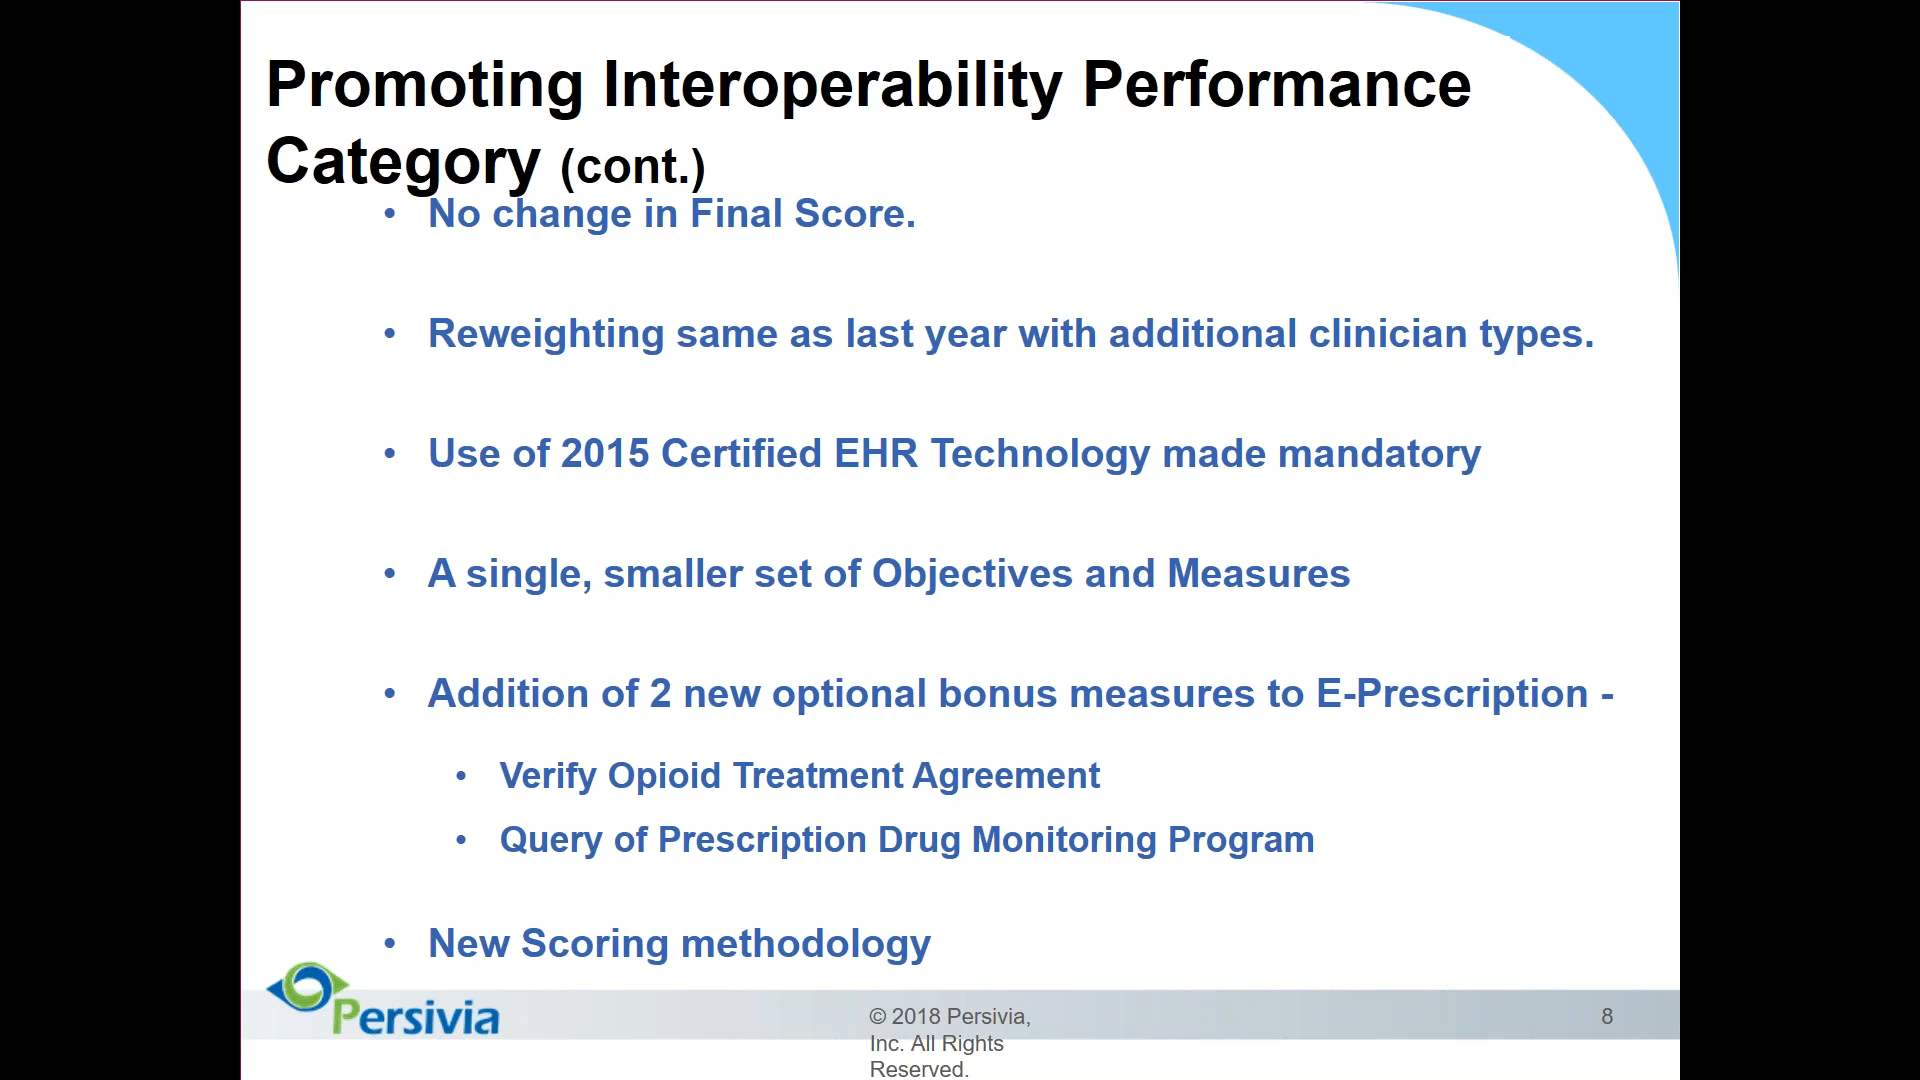 Promoting Interoperability Performance
Category (cont.)
• No change in Final Score.
• Reweighting same as last year with additional clinician types.
• Use of 2015 Certified EHR Technology made mandatory
• A single, smaller set of Objectives and Measures
• Addition of 2 new optional bonus measures to E-Prescription -
• Verify Opioid Treatment Agreement
• Query of Prescription Drug Monitoring Program
• New Scoring methodology
Persivia
© 2018 Persivia,
Inc. All Rights
Reserved.
8